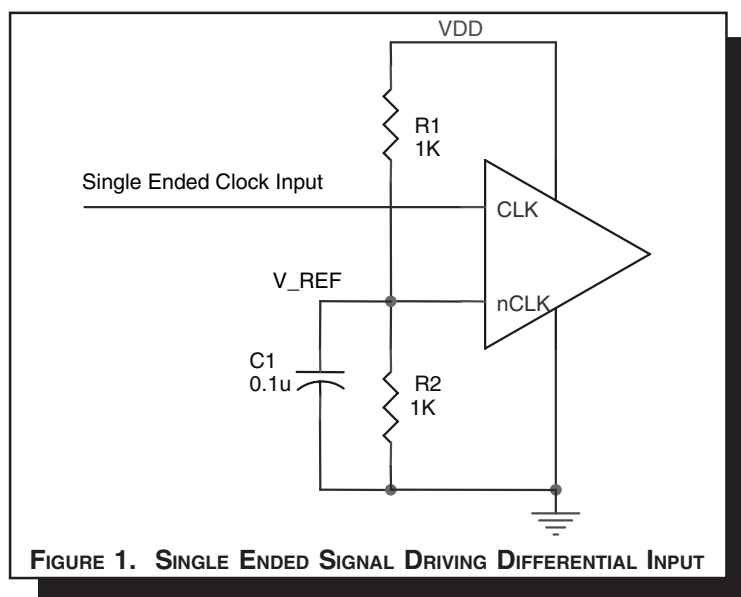 VDD
R1
1K
Single Ended Clock Input
CLK
V_REF
nCLK
C1
0.1u
R2
1K
FIGURE 1. SINGLE ENDED SIGNAL DRIVING DIFFERENTIAL INPUT